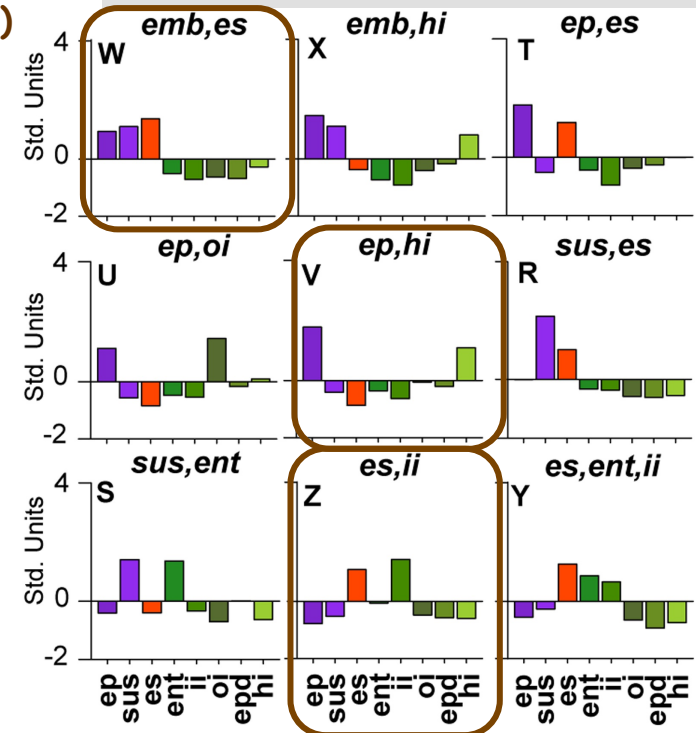 )
emb,es emb,hi ep,es
4 W X T
Std. Units
0
-2
ep,oi ep,hi sus,es
4 U V R
Std. Units
0
-2
sus,ent es,ii es,ent,ii
4 S Z Y
Std. Units
0
-2
ep sus es ent ii oi epd hi ep sus es ent ii oi epd hi ep sus es ent ii oi epd hi